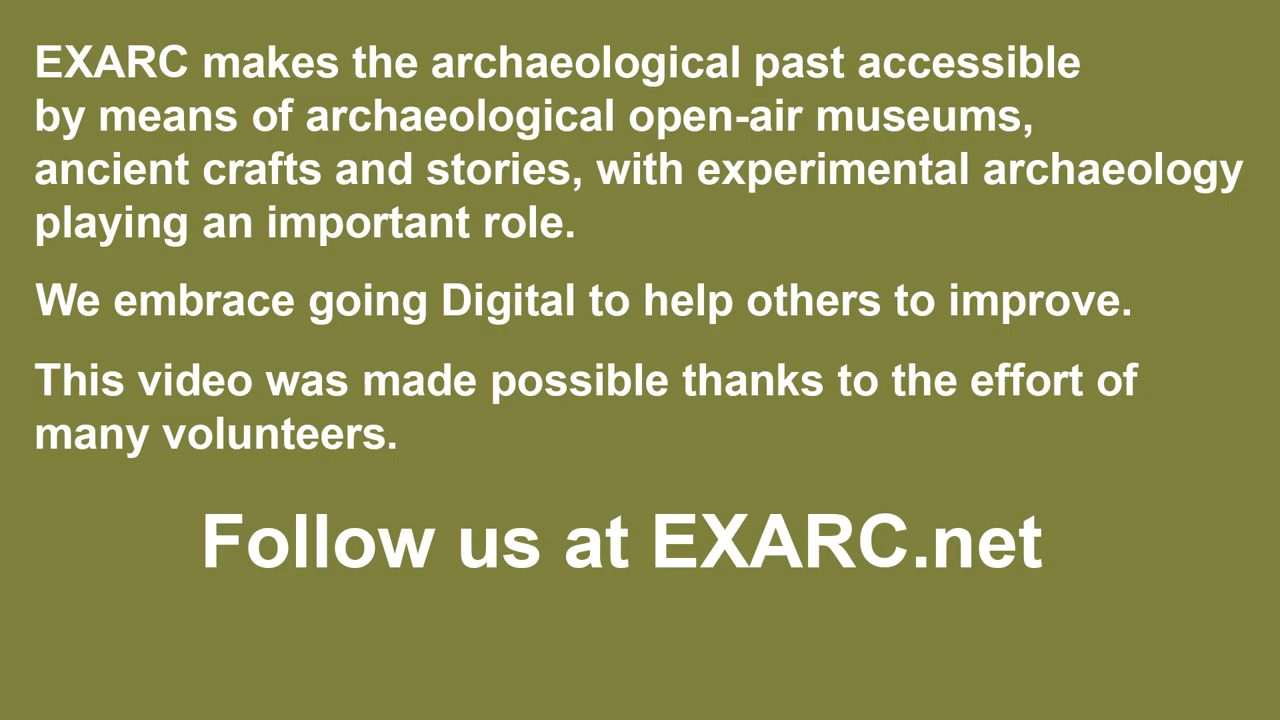 EXARC makes the archaeological past accessible
by means of archaeological open-air museums,
ancient crafts and stories, with experimental archaeology
playing an important role.
We embrace going Digital to help others to improve.
This video was made possible thanks to the effort of
many volunteers.
Follow us at EXARC.net